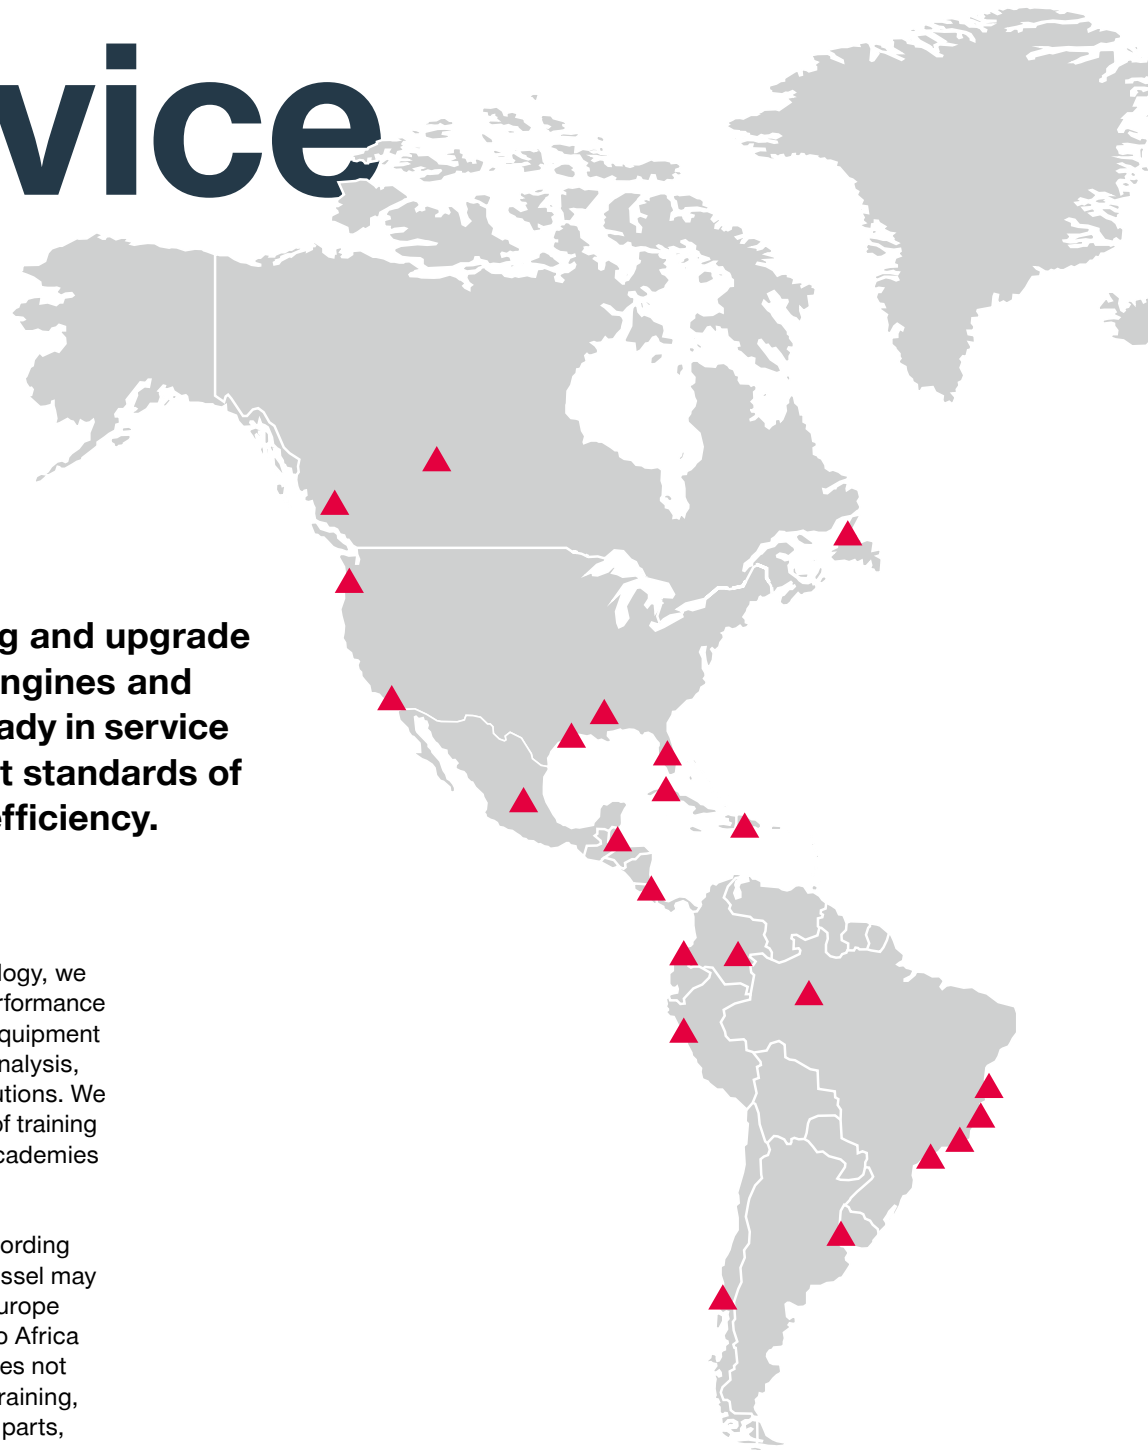 vice
g and upgrade
ngines and
ady in service
t standards of
efficiency.
logy, we
rformance
quipment
nalysis,
utions. We
of training
cademies
ording
ssel may
urope
o Africa
es not
raining,
parts,